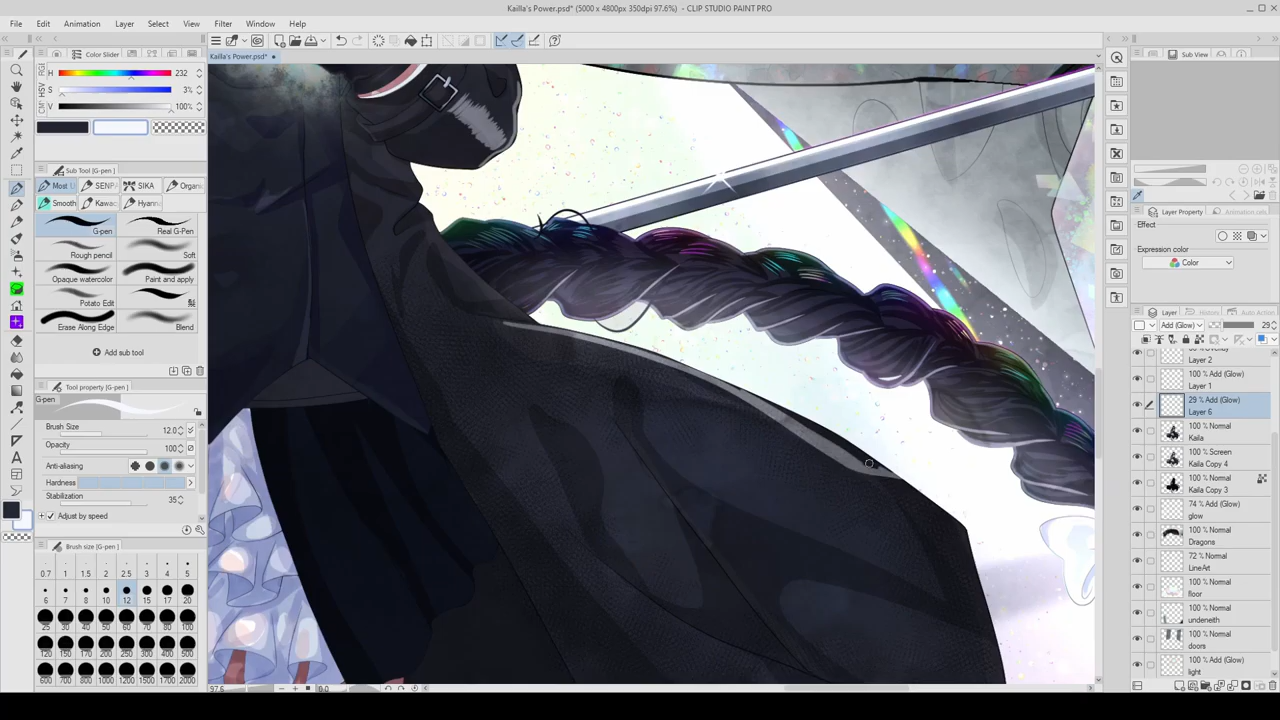 Kailla's Power.psd* (5000 x 4800px 350dpi 97.6%) - CLIP STUDIO PAINT PRO
File Edit Animation Layer Select View Filter Window Help
Kailla's Power.psd*
Color Slider
Sub View
H 232
S 3%
V 100%
Sub Tool [G-pen]
SIKA Organi
Smooth Kawa Hyann
G-pen Real G-Pen
Rough pencil Soft
Opaque watercolor Paint and apply
Potato Edit
Erase Along Edge Blend
Add sub tool
Tool property [G-pen]
G-pen
Brush Size 12.0
Opacity 100
Anti-aliasing
Hardness
Stabilization 35
Adjust by speed
Brush size [G-pen]
0.7 1 1.5 2 2.5 3 4 5
6 7 8 10 12 15 17 20
25 30 40 50 60 70 80 100
120 150 170 200 250 300 400 500
600 700 800 1000 1200 1500 1700 2000
Layer Property
Effect
Expression color
Color
Layer History Auto Action
Add (Glow) 29
Layer 2
100 % Add (Glow)
Layer 1
29 % Add (Glow)
Layer 6
100 % Normal
Kaila
100 % Screen
Kaila Copy 4
100 % Normal
Kaila Copy 3
74 % Add (Glow)
glow
100 % Normal
Dragons
72 % Normal
LineArt
100 % Normal
floor
100 % Normal
underneith
100 % Normal
doors
100 % Add (Glow)
light
97.6 0.0